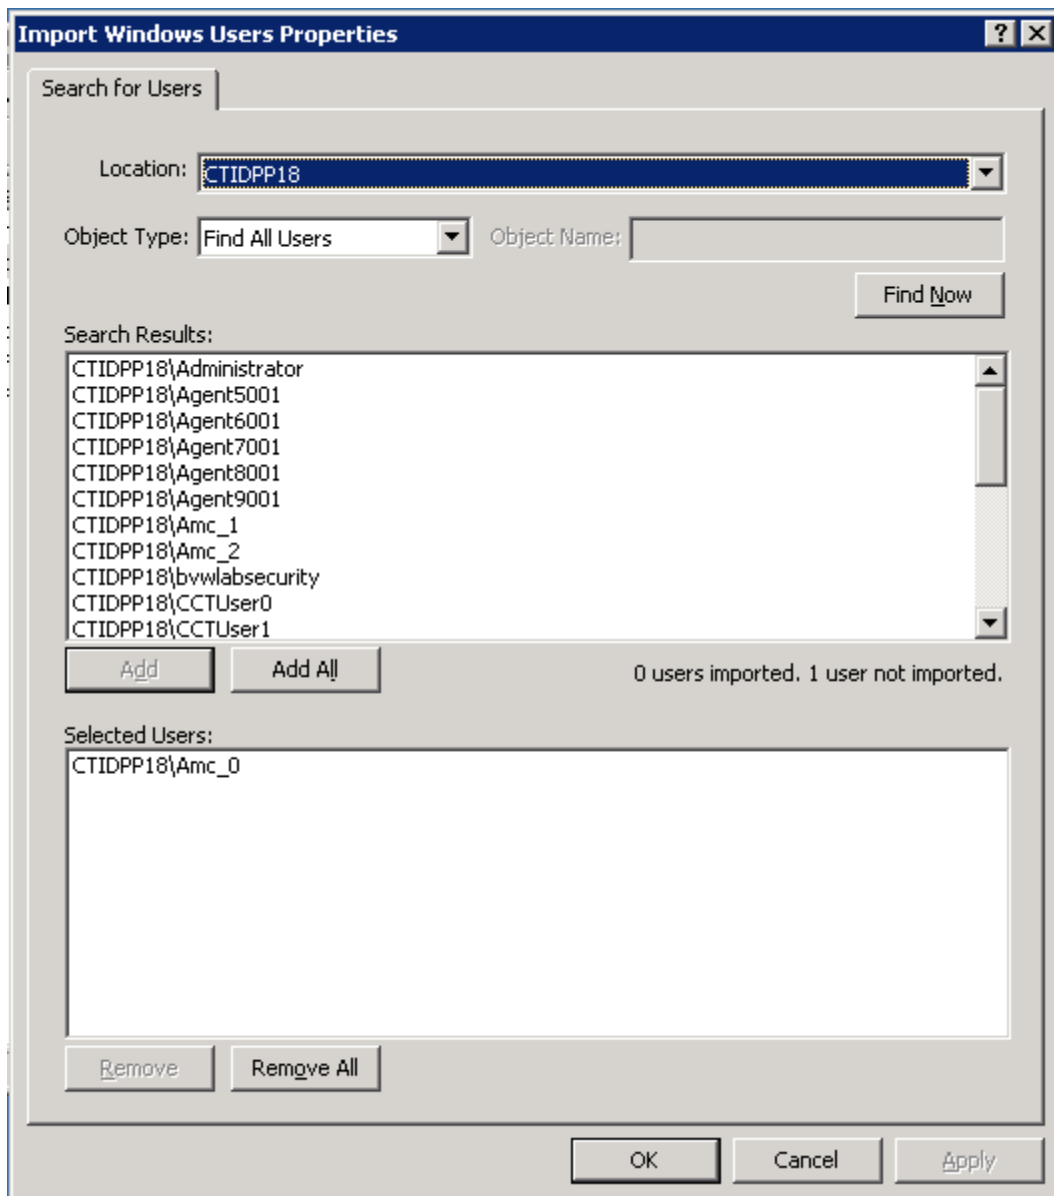 Import Windows Users Properties
Search for Users
Location: CTIDPP18
Object Type: Find All Users Object Name:
Find Now
Search Results:
CTIDPP18\Administrator
CTIDPP18\Agent5001
CTIDPP18\Agent6001
CTIDPP18\Agent7001
CTIDPP18\Agent8001
CTIDPP18\Agent9001
CTIDPP18\Amc_1
CTIDPP18\Amc_2
CTIDPP18\bvwlabsecurity
CTIDPP18\CCTUser0
CTIDPP18\CCTUser1
Add Add All 0 users imported. 1 user not imported.
Selected Users:
CTIDPP18\Amc_0
Remove Remove All
OK Cancel Apply